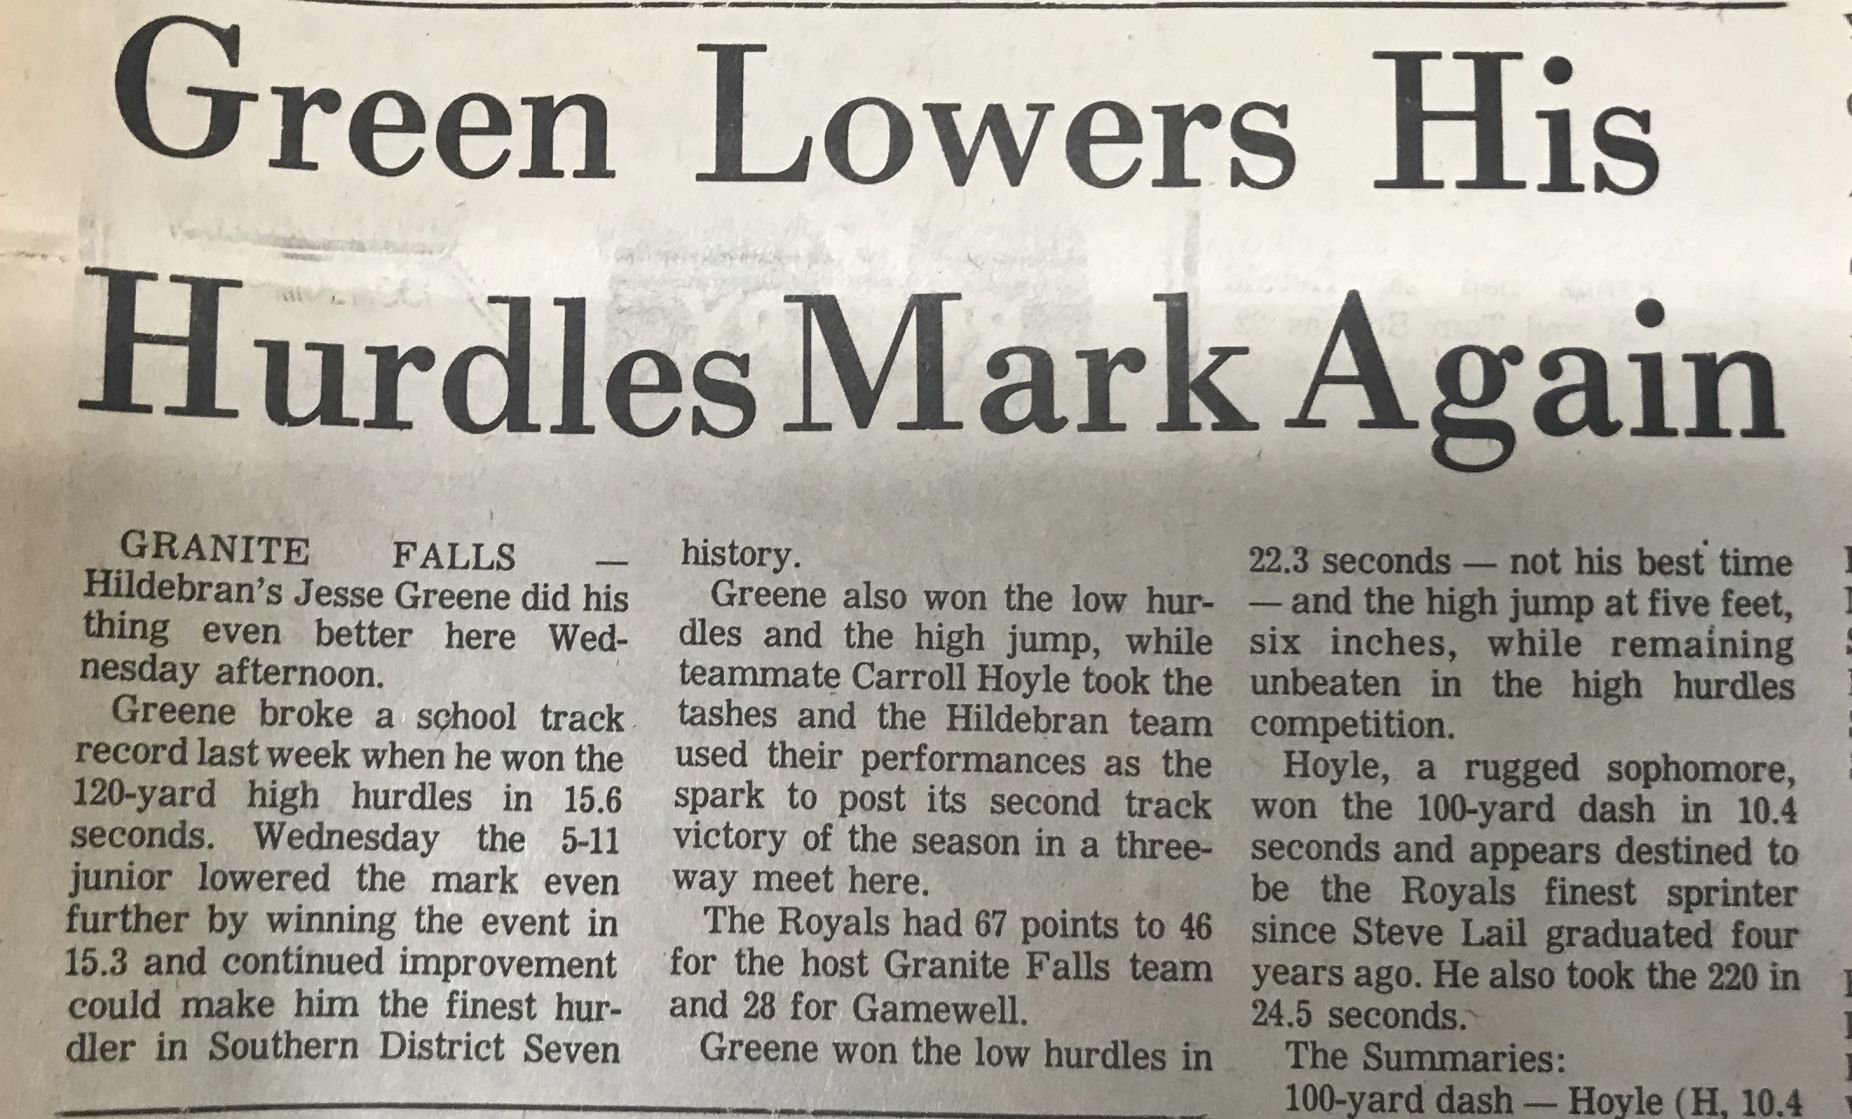 Green Lowers His
Hurdles Mark Again
GRANITE FALLS —
Hildebran's Jesse Greene did his
thing even better here Wed-
nesday afternoon.
Greene broke a school track
record last week when he won the
120-yard high hurdles in 15.6
seconds. Wednesday the 5-11
junior lowered the mark even
further by winning the event in
15.3 and continued improvement
could make him the finest hur-
dler in Southern District Seven
history.
Greene also won the low hur-
dles and the high jump, while
teammate Carroll Hoyle took the
tashes and the Hildebran team
used their performances as the
spark to post its second track
victory of the season in a three-
way meet here.
The Royals had 67 points to 46
for the host Granite Falls team
and 28 for Gamewell.
Greene won the low hurdles in
22.3 seconds — not his best time
— and the high jump at five feet,
six inches, while remaining
unbeaten in the high hurdles
competition.
Hoyle, a rugged sophomore,
won the 100-yard dash in 10.4
seconds and appears destined to
be the Royals finest sprinter
since Steve Lail graduated four
years ago. He also took the 220 in
24.5 seconds.
The Summaries:
100-yard dash — Hoyle (H, 10.4